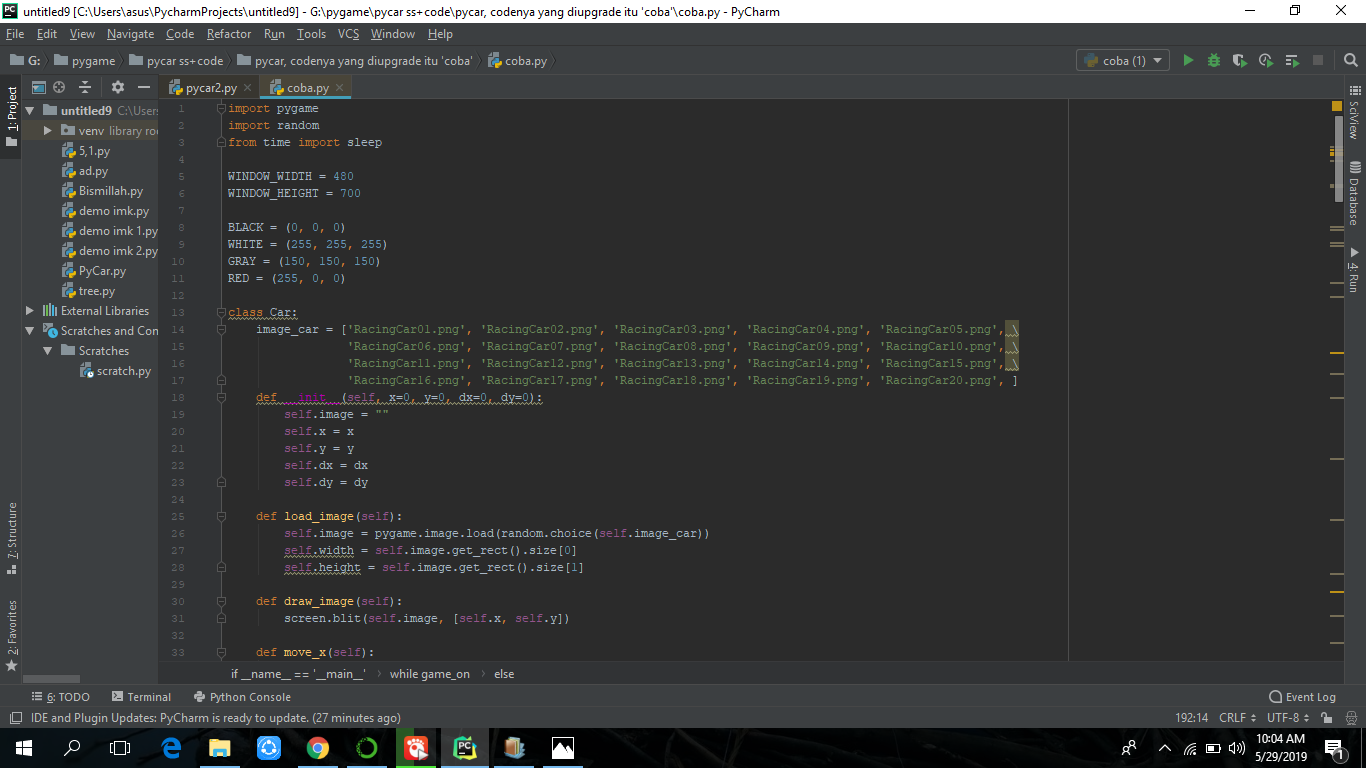 untitled9 [C:\Users\asus\PycharmProjects\untitled9] - G:\pygame\pycar ss+code\pycar, codenya yang diupgrade itu 'coba'\coba.py - PyCharm
File Edit View Navigate Code Refactor Run Tools VCS Window Help
G: pygame pycar ss+code pycar, codenya yang diupgrade itu 'coba' coba.py coba (1)
pycar2.py coba.py
1: Project
untitled9 C:\Users
venv library roo
5,1.py
ad.py
Bismillah.py
demo imk.py
demo imk 1.py
demo imk 2.py
PyCar.py
tree.py
External Libraries
Scratches and Con
Scratches
scratch.py
7: Structure
2: Favorites
1 import pygame
2 import random
3 from time import sleep
4
5 WINDOW_WIDTH = 480
6 WINDOW_HEIGHT = 700
7
8 BLACK = (0, 0, 0)
9 WHITE = (255, 255, 255)
10 GRAY = (150, 150, 150)
11 RED = (255, 0, 0)
12
13 class Car:
14 image_car = ['RacingCar01.png', 'RacingCar02.png', 'RacingCar03.png', 'RacingCar04.png', 'RacingCar05.png', \
15 'RacingCar06.png', 'RacingCar07.png', 'RacingCar08.png', 'RacingCar09.png', 'RacingCar10.png', \
16 'RacingCar11.png', 'RacingCar12.png', 'RacingCar13.png', 'RacingCar14.png', 'RacingCar15.png', \
17 'RacingCar16.png', 'RacingCar17.png', 'RacingCar18.png', 'RacingCar19.png', 'RacingCar20.png', ]
18 def __init__(self, x=0, y=0, dx=0, dy=0):
19 self.image = ""
20 self.x = x
21 self.y = y
22 self.dx = dx
23 self.dy = dy
24
25 def load_image(self):
26 self.image = pygame.image.load(random.choice(self.image_car))
27 self.width = self.image.get_rect().size[0]
28 self.height = self.image.get_rect().size[1]
29
30 def draw_image(self):
31 screen.blit(self.image, [self.x, self.y])
32
33 def move_x(self):
SciView
Database
4: Run
if __name__ == '__main__' while game_on else
6: TODO Terminal Python Console Event Log
IDE and Plugin Updates: PyCharm is ready to update. (27 minutes ago) 192:14 CRLF UTF-8
10:04 AM
5/29/2019
1